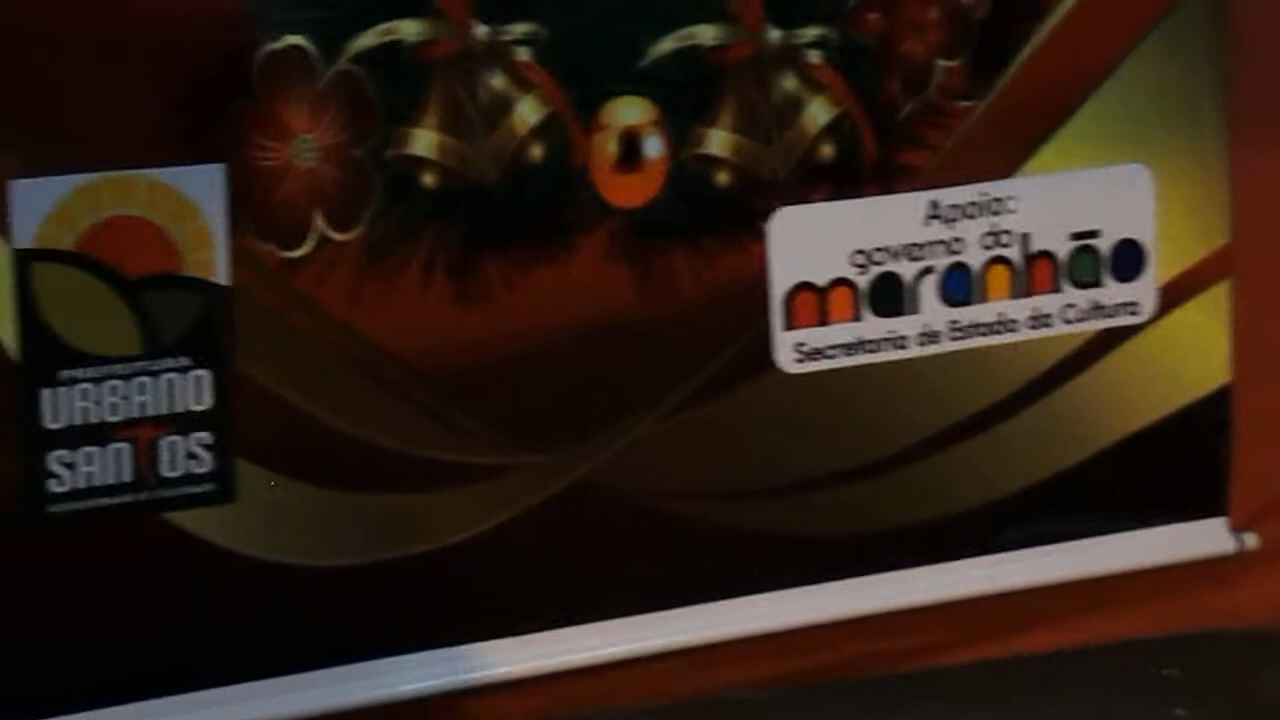 URBANO
SANTOS
Apoio:
governo do
maranhão
Secretaria de Estado da Cultura